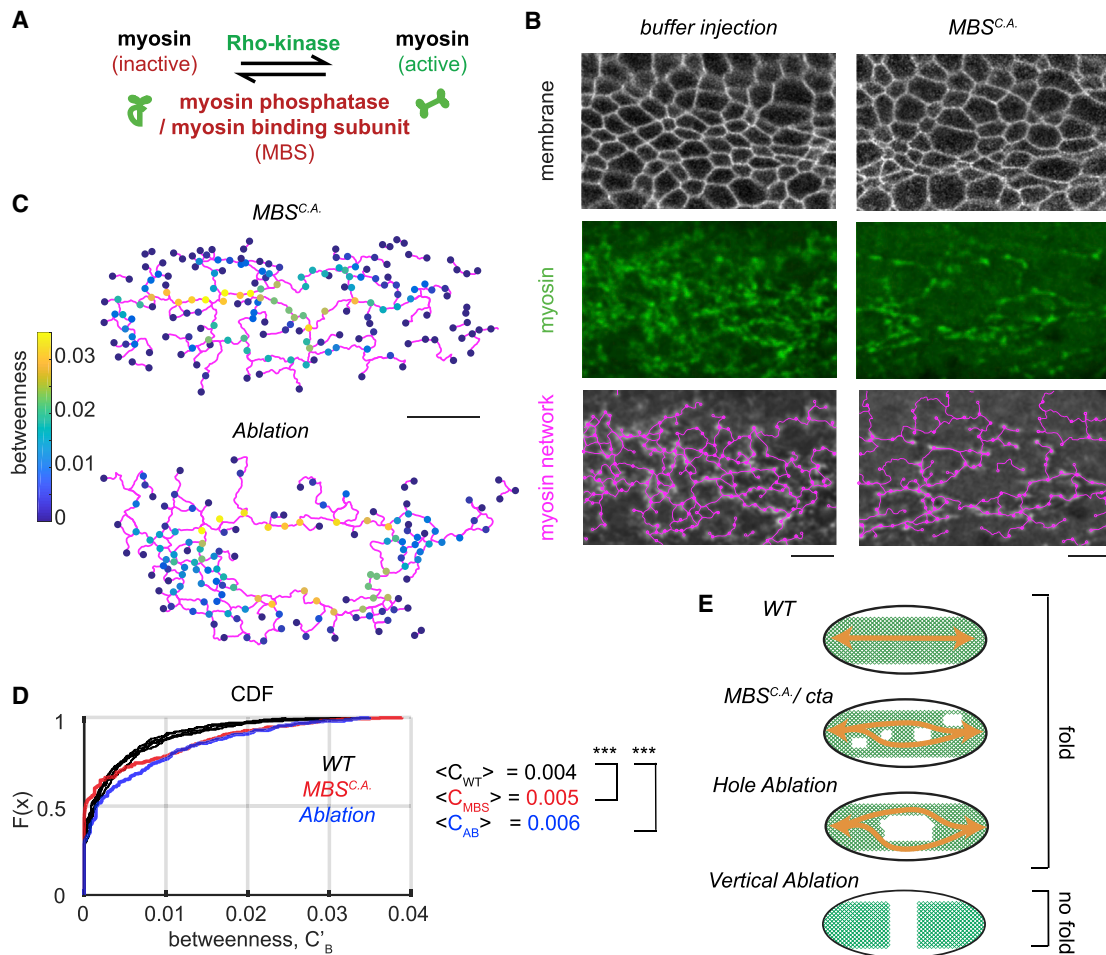 A
myosin
(inactive)
Rho-kinase
myosin
(active)
myosin phosphatase
/ myosin binding subunit
(MBS)
B
buffer injection
MBS^C.A.
membrane
myosin
myosin network
C
MBS^C.A.
betweenness
0.03
0.02
0.01
0
Ablation
D
CDF
F(x)
1
0.5
0
WT
MBS^C.A.
Ablation
0 0.01 0.02 0.03 0.04
betweenness, C'_B
<C_WT> = 0.004
<C_MBS> = 0.005
<C_AB> = 0.006
*** ***
E
WT
MBS^C.A./ cta
Hole Ablation
Vertical Ablation
fold
no fold